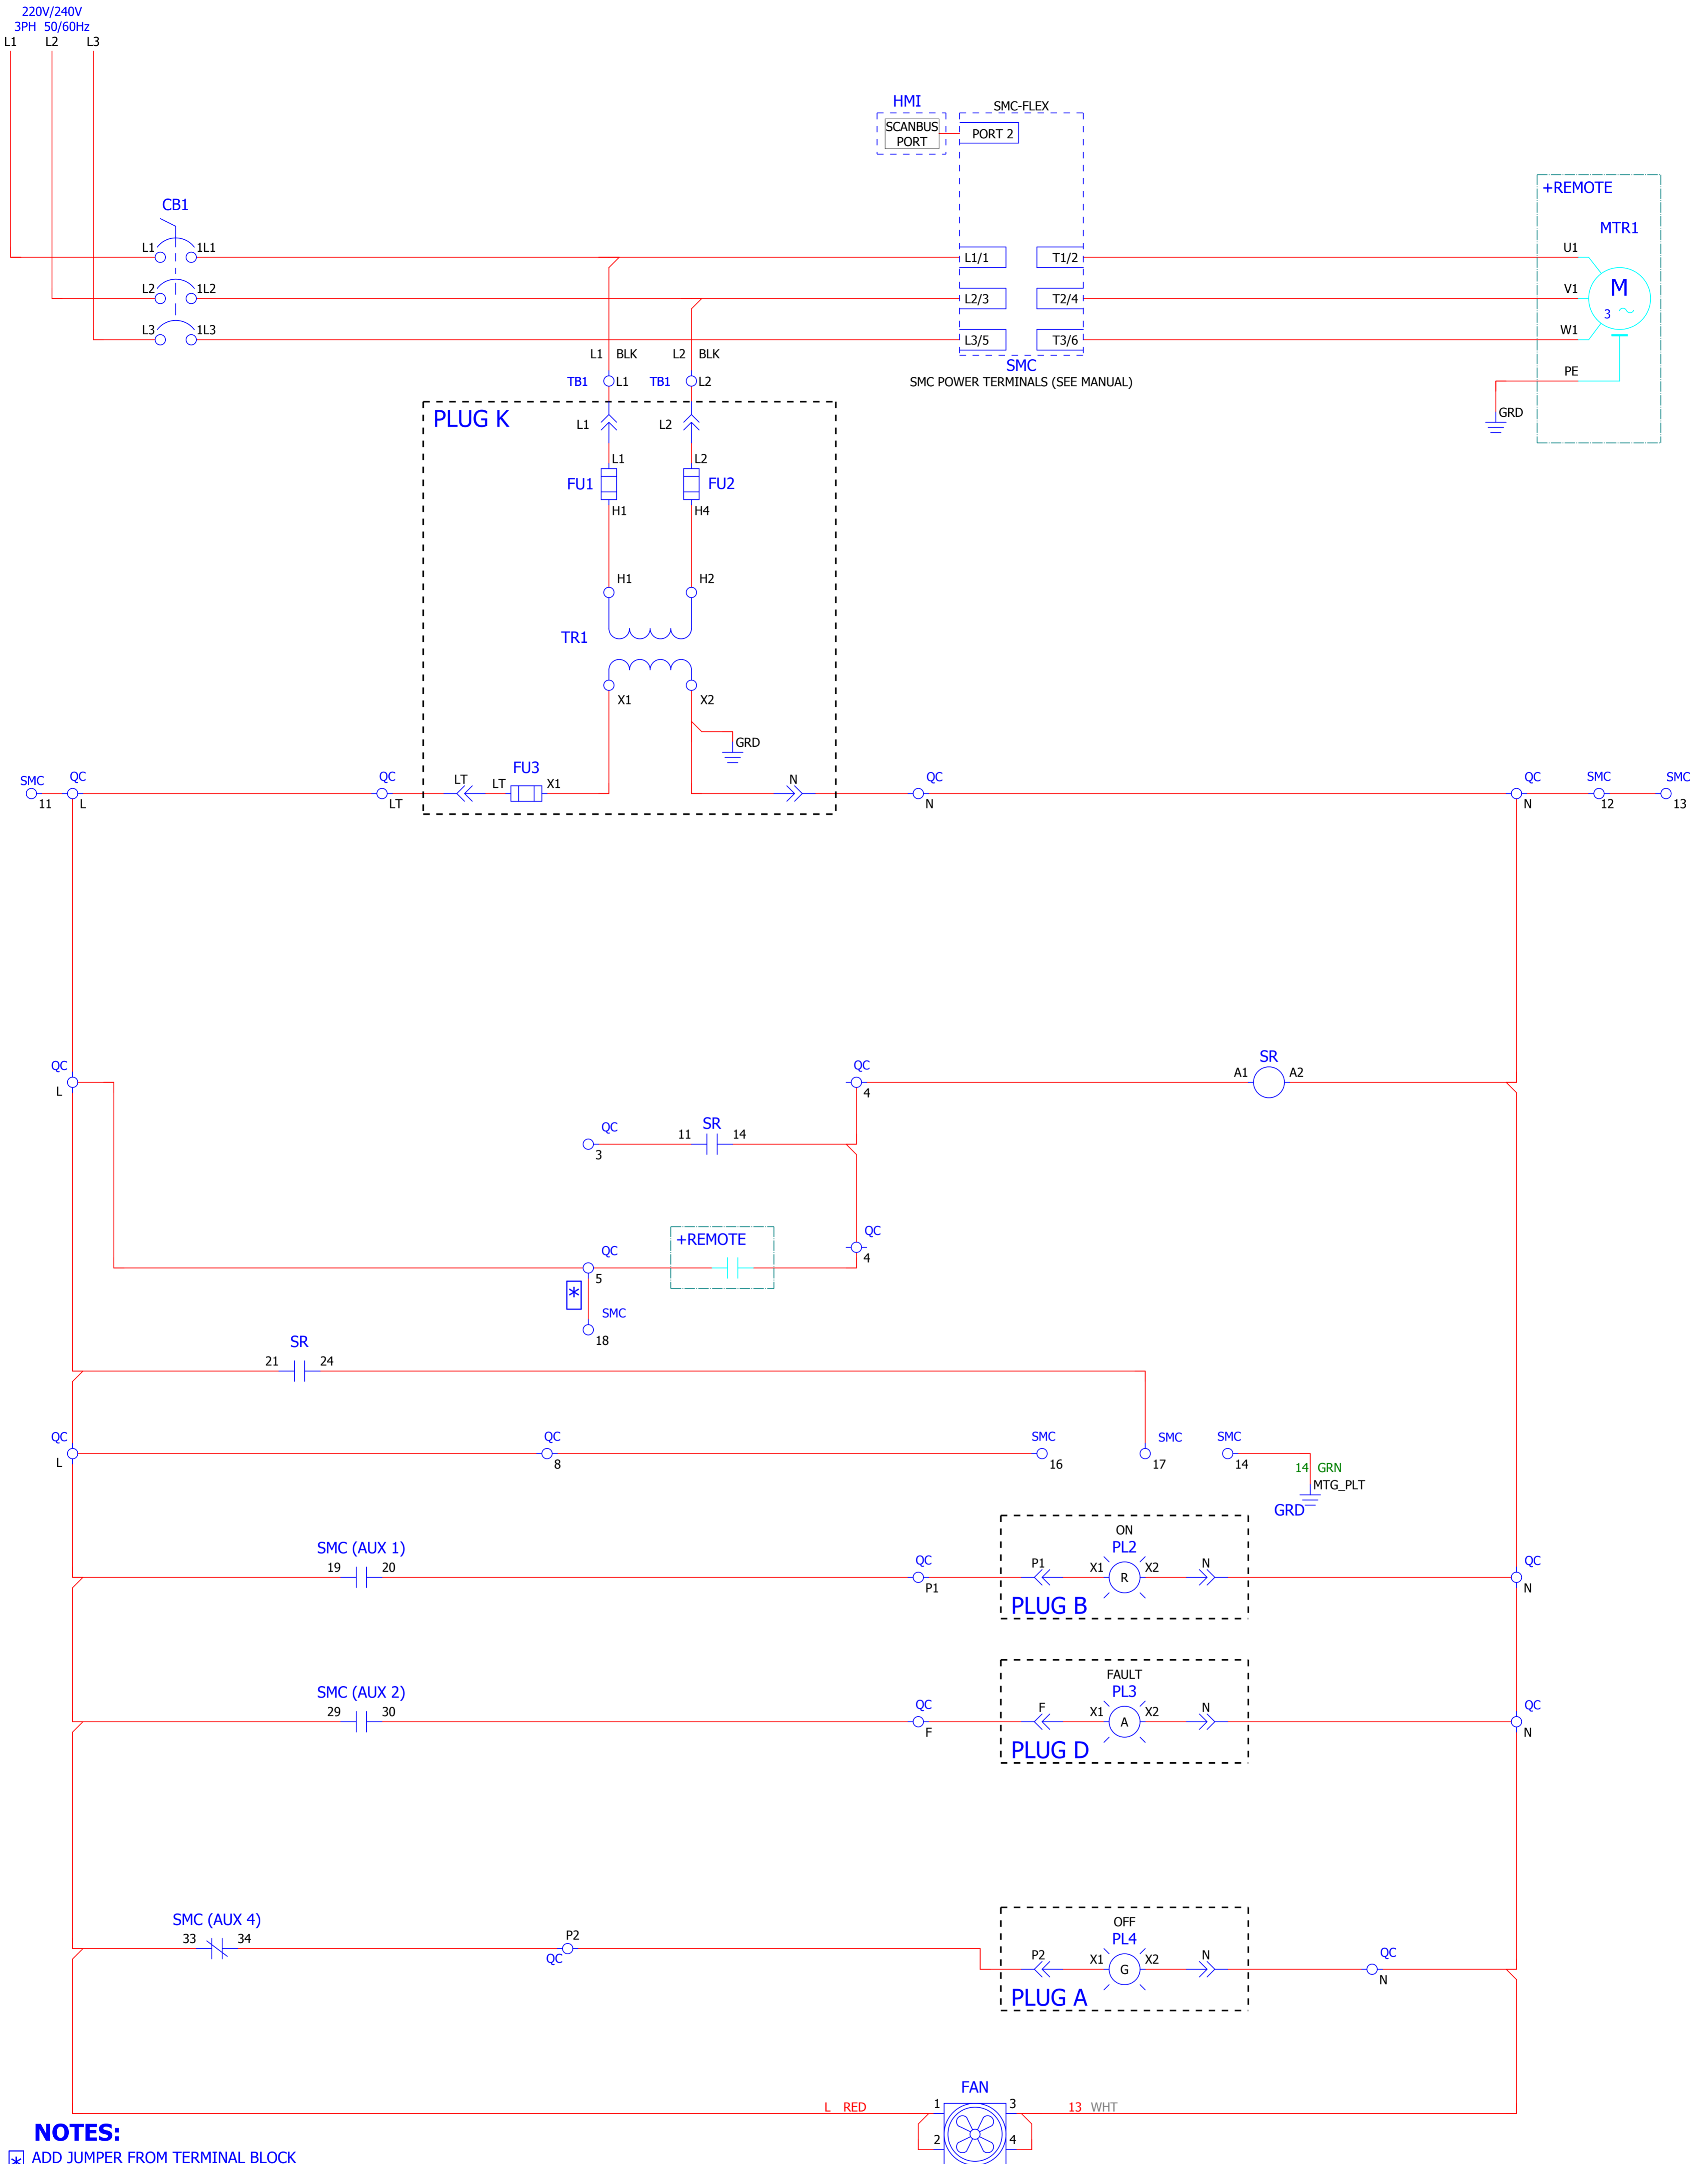 220V/240V
3PH 50/60Hz
L1 L2 L3
HMI
SMC-FLEX
SCANBUS
PORT
PORT 2
+REMOTE
CB1
MTR1
L1 1L1
L1/1 T1/2
U1
L2 1L2
L2/3 T2/4
V1
M
3
L3 1L3
L3/5 T3/6
W1
L1 BLK L2 BLK
SMC
SMC POWER TERMINALS (SEE MANUAL)
PE
TB1 L1 TB1 L2
GRD
PLUG K
L1 L2
L1 L2
FU1 FU2
H1 H4
H1 H2
TR1
X1 X2
GRD
SMC QC QC LT LT FU3 X1 N QC QC SMC SMC
11 L LT N N 12 13
QC QC SR
L 4 A1 A2
QC SR
3 11 14
QC
4
+REMOTE
QC
5
*
SMC
18
SR
21 24
QC QC SMC SMC SMC
L 8 16 17 14
14 GRN
MTG_PLT
GRD
ON
SMC (AUX 1) PL2
19 20 QC P1 X1 R X2 N QC
P1 N
PLUG B
FAULT
SMC (AUX 2) PL3
29 30 QC F X1 A X2 N QC
F N
PLUG D
OFF
SMC (AUX 4) PL4
33 34 P2 P2 X1 G X2 N QC
QC N
PLUG A
FAN
L RED 1 3 13 WHT
2 4
NOTES:
* ADD JUMPER FROM TERMINAL BLOCK